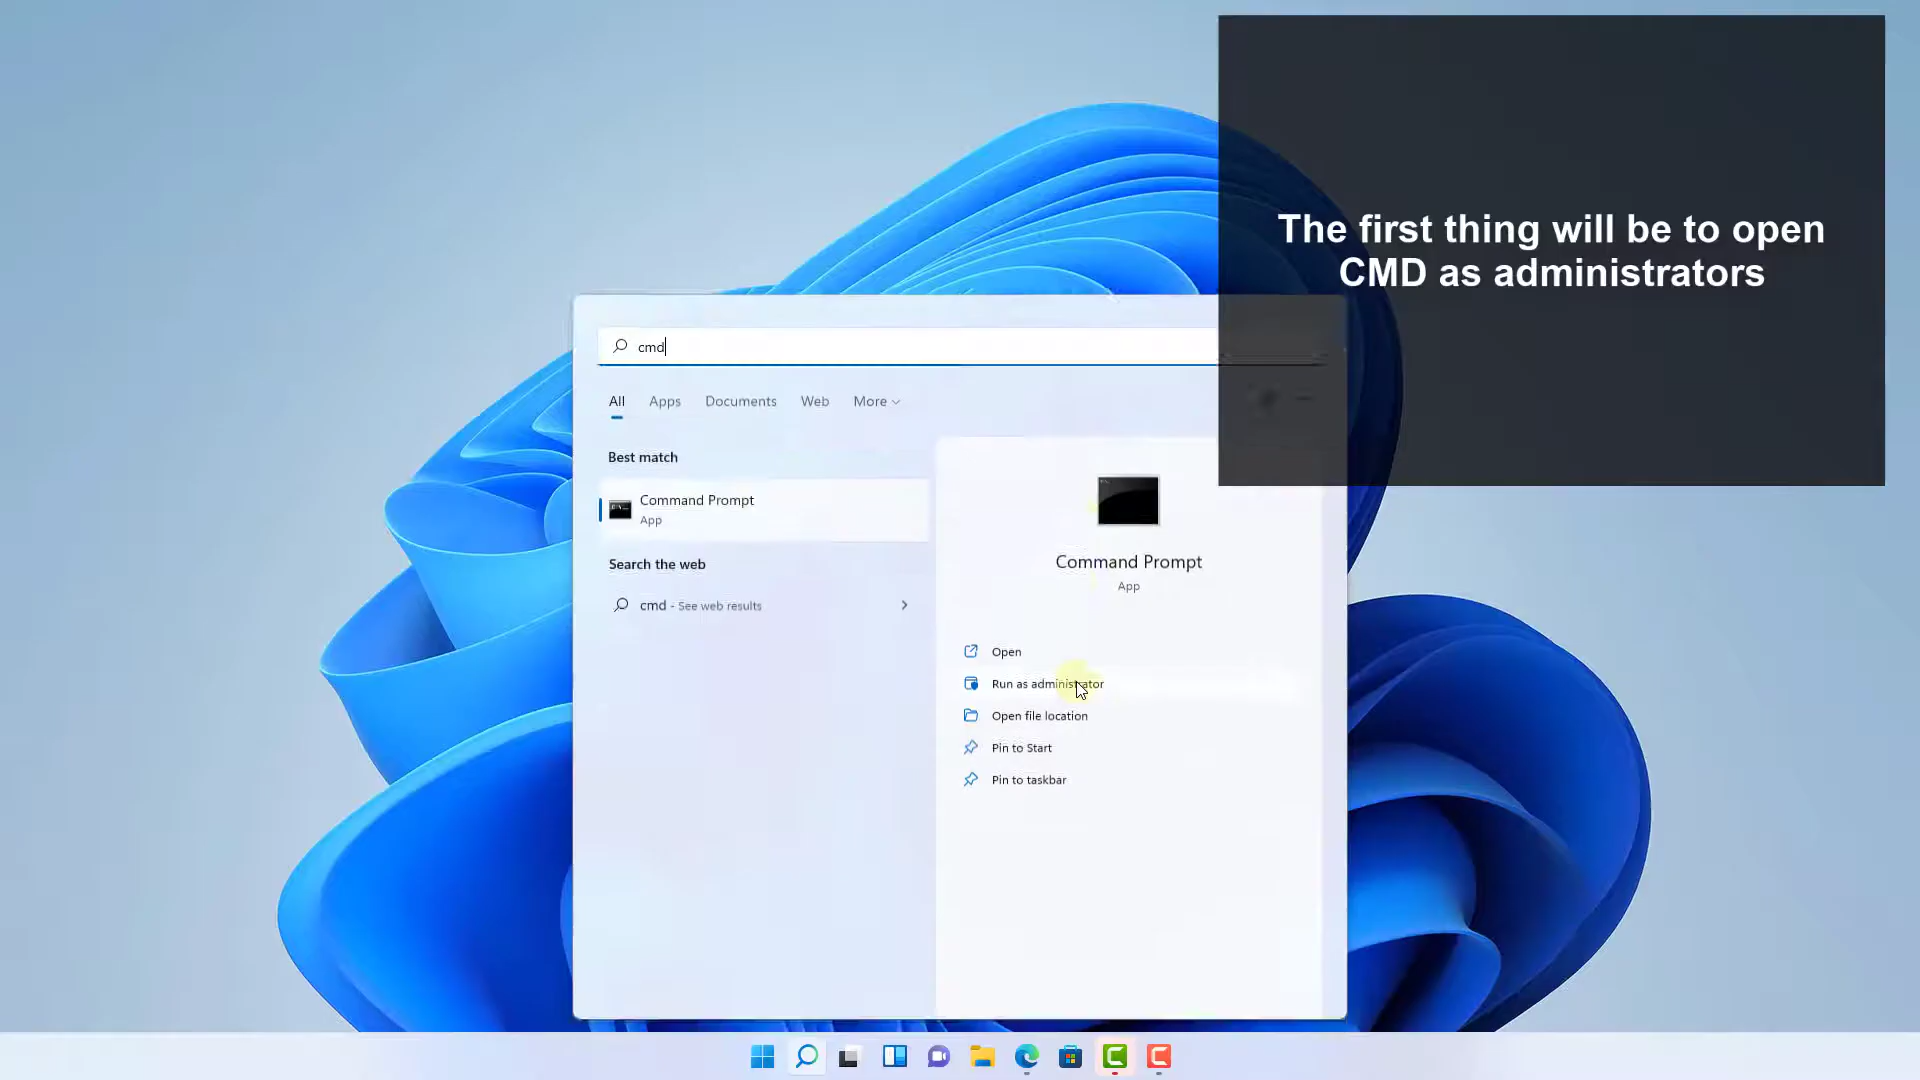 The first thing will be to open
CMD as administrators
cmd
All Apps Documents Web More
Best match
Command Prompt
App
Search the web
cmd - See web results
Command Prompt
App
Open
Run as administrator
Open file location
Pin to Start
Pin to taskbar